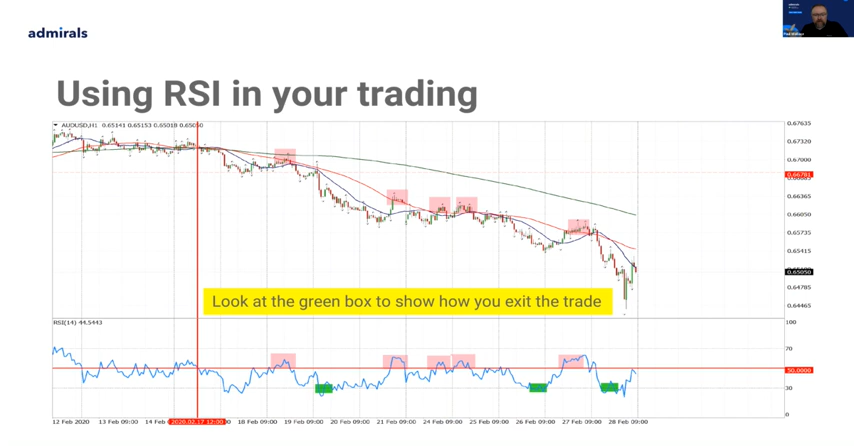 admirals
Using RSI in your trading
AUDUSD,H1 0.65141 0.65153 0.65018 0.65050
0.67635
0.67320
0.67000
0.66781
0.66365
0.66050
0.65735
0.65415
0.65050
0.64785
0.64465
Look at the green box to show how you exit the trade
RSI(14) 44.5443
100
70
50.0000
30
0
12 Feb 2020 13 Feb 09:00 14 Feb 2020.02.17 12:00 18 Feb 09:00 19 Feb 09:00 20 Feb 09:00 21 Feb 09:00 24 Feb 09:00 25 Feb 09:00 26 Feb 09:00 27 Feb 09:00 28 Feb 09:00